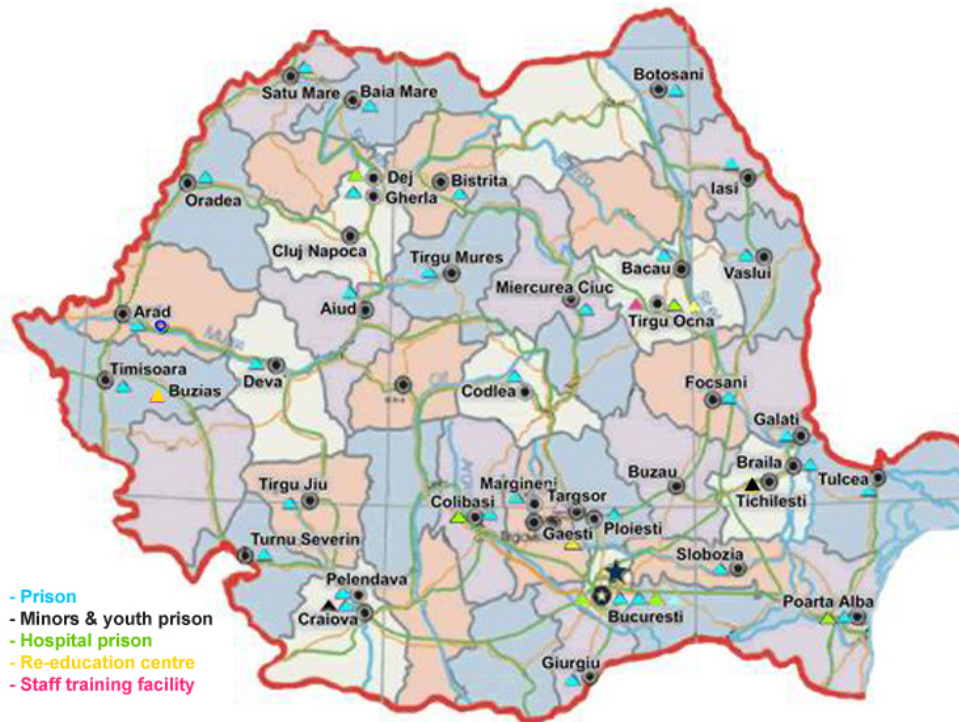 Botosani
Satu Mare
Baia Mare
Dej
Gherla
Bistrita
Iasi
Oradea
Cluj Napoca
Tirgu Mures
Bacau
Vaslui
Miercurea Ciuc
Aiud
Arad
Tirgu Ocna
Timisoara
Buzias
Deva
Codlea
Focsani
Galati
Braila
Tulcea
Tirgu Jiu
Margineni
Targsor
Buzau
Tichilesti
Colibasi
Gaesti
Ploiesti
Turnu Severin
Slobozia
Pelendava
Craiova
Bucuresti
Poarta Alba
Giurgiu
- Prison
- Minors & youth prison
- Hospital prison
- Re-education centre
- Staff training facility